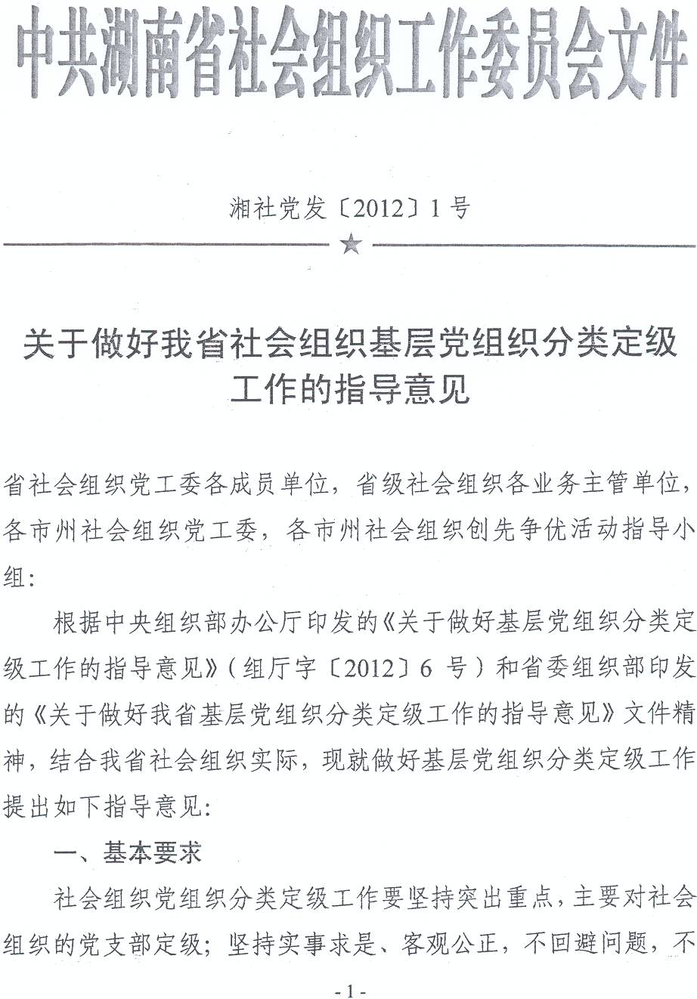 中共湖南省社会组织工作委员会文件
湘社党发〔2012〕1 号
关于做好我省社会组织基层党组织分类定级
工作的指导意见
省社会组织党工委各成员单位，省级社会组织各业务主管单位，
各市州社会组织党工委，各市州社会组织创先争优活动指导小
组：
根据中央组织部办公厅印发的《关于做好基层党组织分类定
级工作的指导意见》（组厅字〔2012〕6 号）和省委组织部印发
的《关于做好我省基层党组织分类定级工作的指导意见》文件精
神，结合我省社会组织实际，现就做好基层党组织分类定级工作
提出如下指导意见：
一、基本要求
社会组织党组织分类定级工作要坚持突出重点，主要对社会
组织的党支部定级；坚持实事求是、客观公正，不回避问题，不
- 1 -